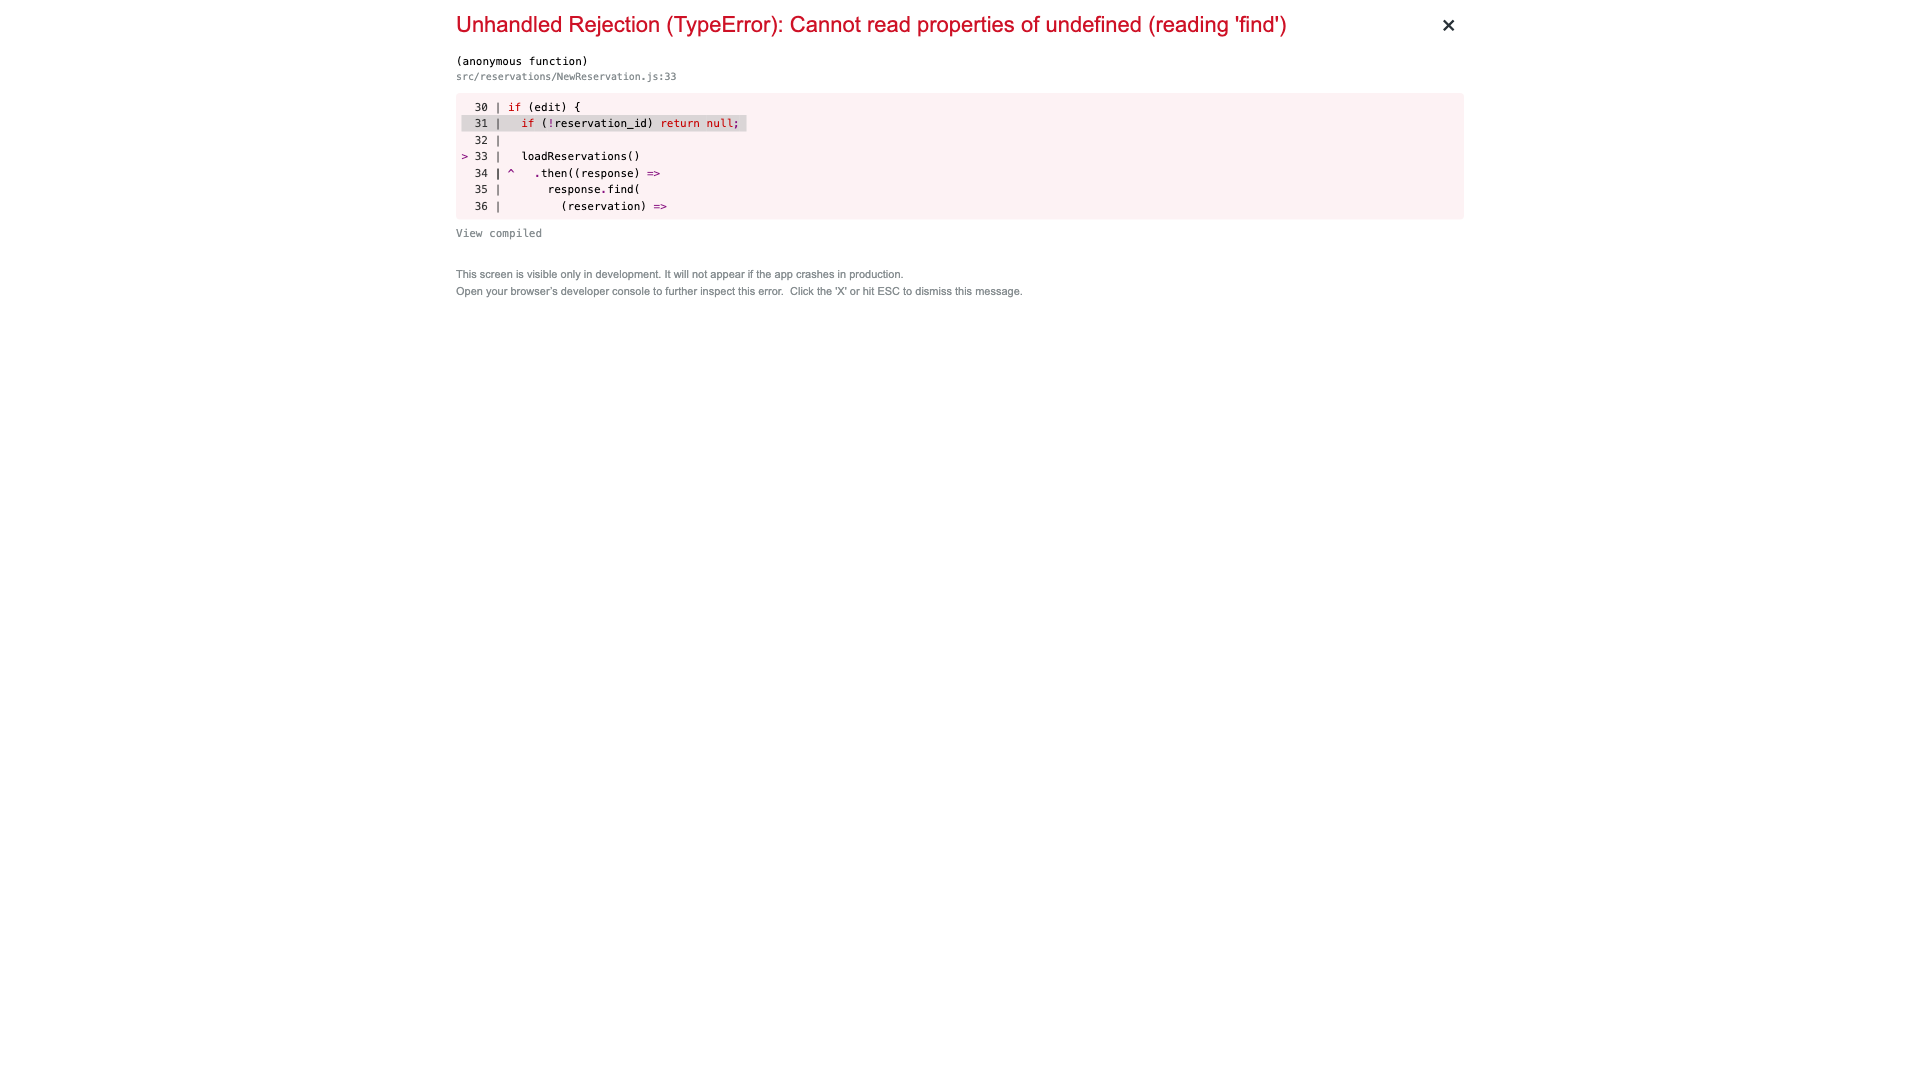 Unhandled Rejection (TypeError): Cannot read properties of undefined (reading 'find')
×
(anonymous function)
src/reservations/NewReservation.js:33
  30 | if (edit) {
  31 |   if (!reservation_id) return null;
  32 |
> 33 |   loadReservations()
  34 | ^   .then((response) =>
  35 |       response.find(
  36 |         (reservation) =>
View compiled
This screen is visible only in development. It will not appear if the app crashes in production.
Open your browser’s developer console to further inspect this error.  Click the 'X' or hit ESC to dismiss this message.